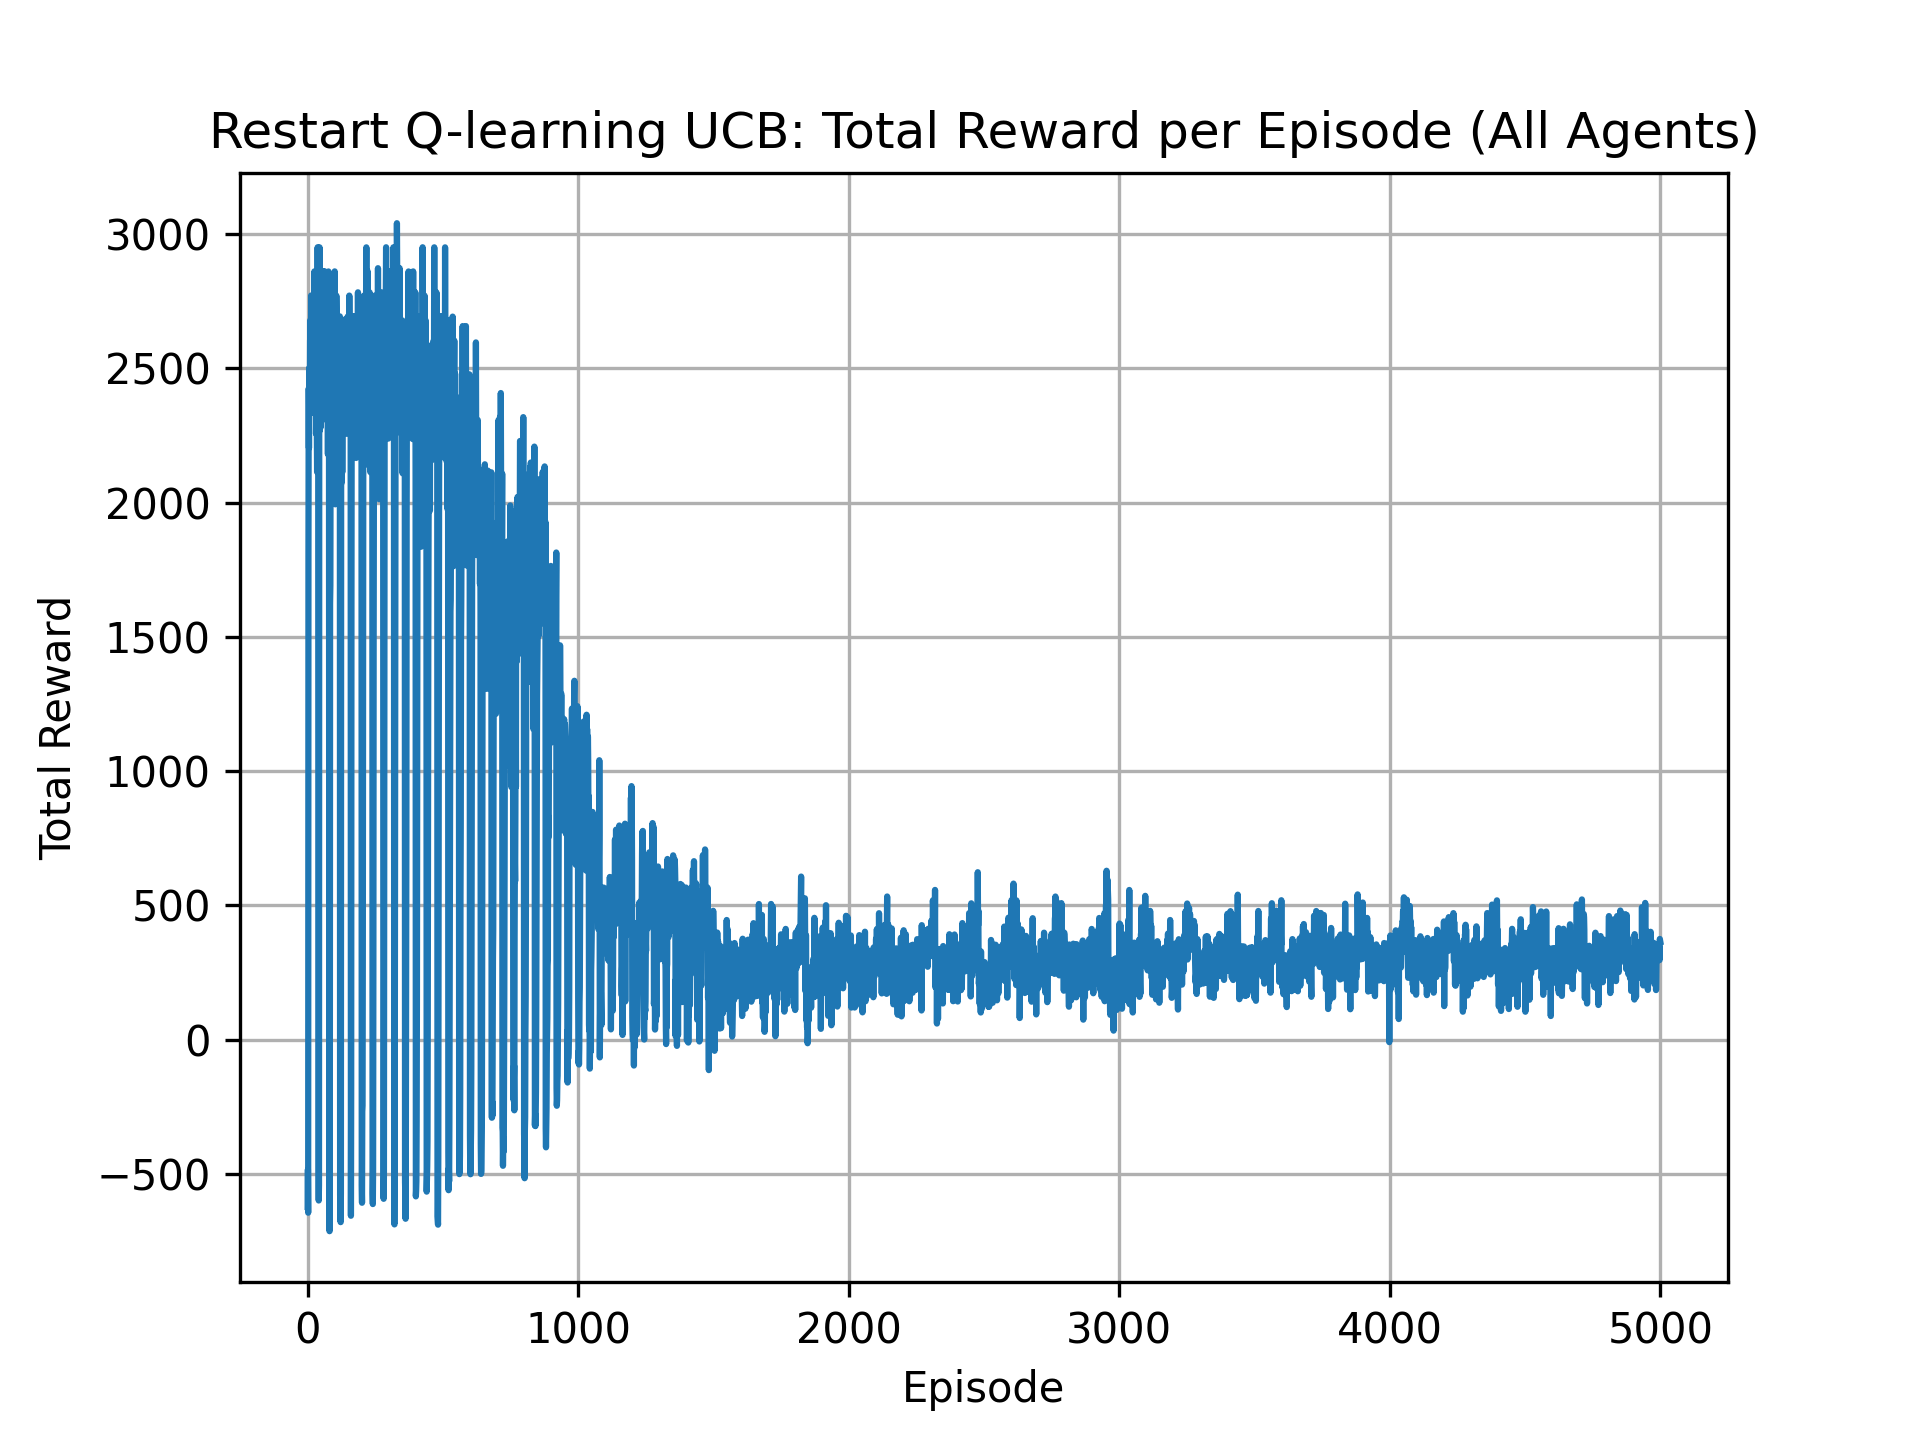 Restart Q-learning UCB: Total Reward per Episode (All Agents)
3000
2500
2000
1500
1000
500
0
−500
Total Reward
0 1000 2000 3000 4000 5000
Episode